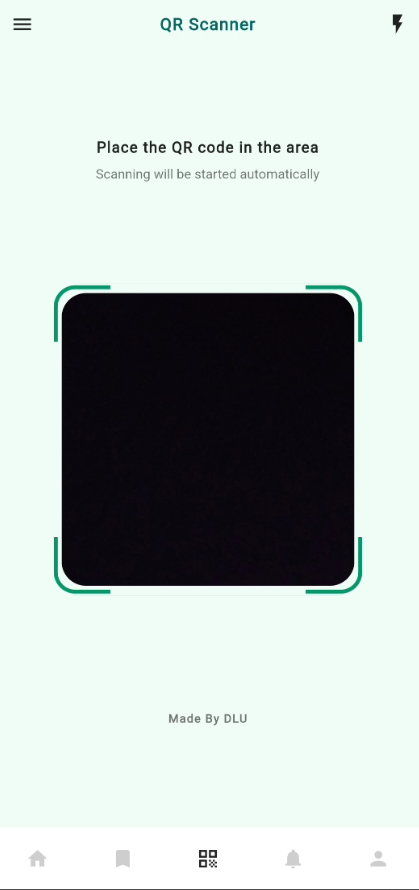 QR Scanner
Place the QR code in the area
Scanning will be started automatically
Made By DLU